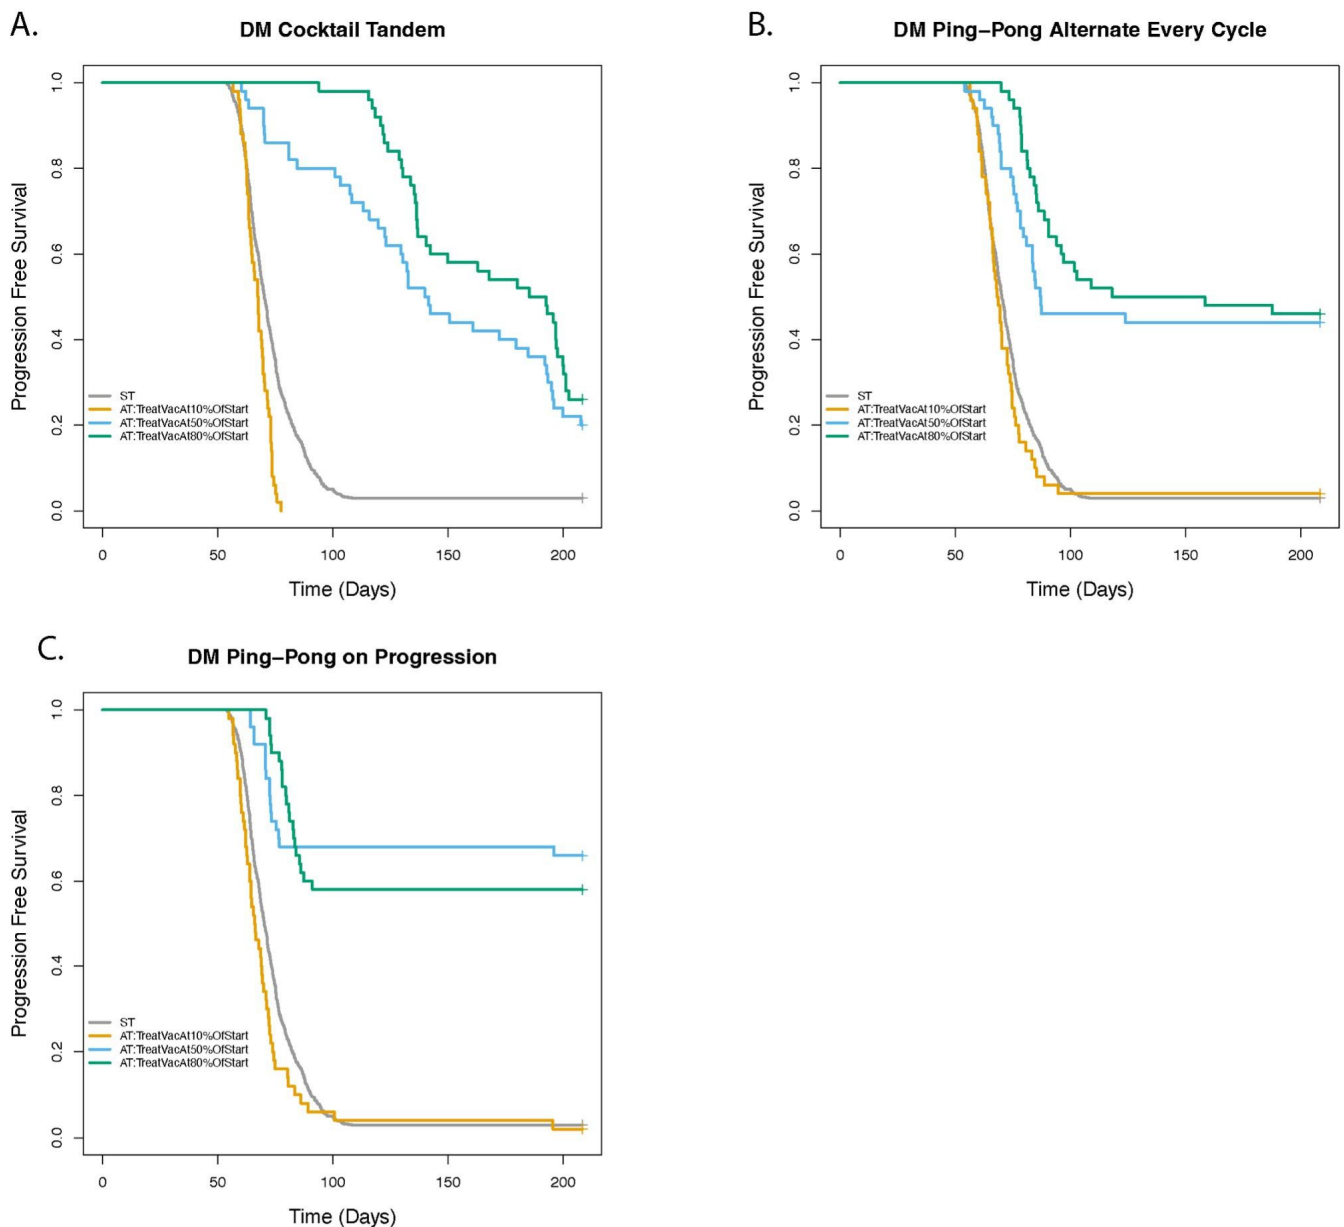 A.
DM Cocktail Tandem
Progression Free Survival
1.0
0.8
0.6
0.4
0.2
0.0
ST
AT:TreatVacAt10%OfStart
AT:TreatVacAt50%OfStart
AT:TreatVacAt80%OfStart
0 50 100 150 200
Time (Days)
B.
DM Ping–Pong Alternate Every Cycle
Progression Free Survival
1.0
0.8
0.6
0.4
0.2
0.0
ST
AT:TreatVacAt10%OfStart
AT:TreatVacAt50%OfStart
AT:TreatVacAt80%OfStart
0 50 100 150 200
Time (Days)
C.
DM Ping–Pong on Progression
Progression Free Survival
1.0
0.8
0.6
0.4
0.2
0.0
ST
AT:TreatVacAt10%OfStart
AT:TreatVacAt50%OfStart
AT:TreatVacAt80%OfStart
0 50 100 150 200
Time (Days)